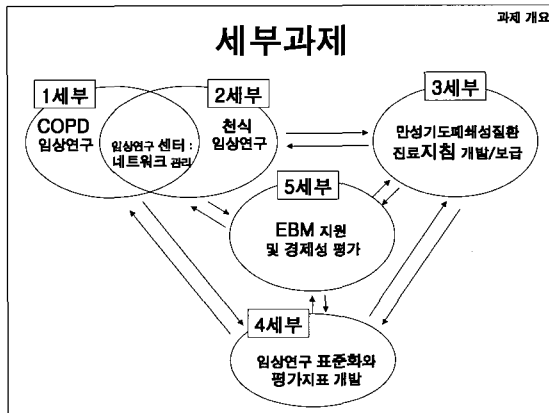 과제 개요
세부과제
1세부
COPD
임상연구
임상연구 센터 :
네트워크 관리
2세부
천식
임상연구
3세부
만성기도폐쇄성질환
진료지침 개발/보급
5세부
EBM 지원
및 경제성 평가
4세부
임상연구 표준화와
평가지표 개발